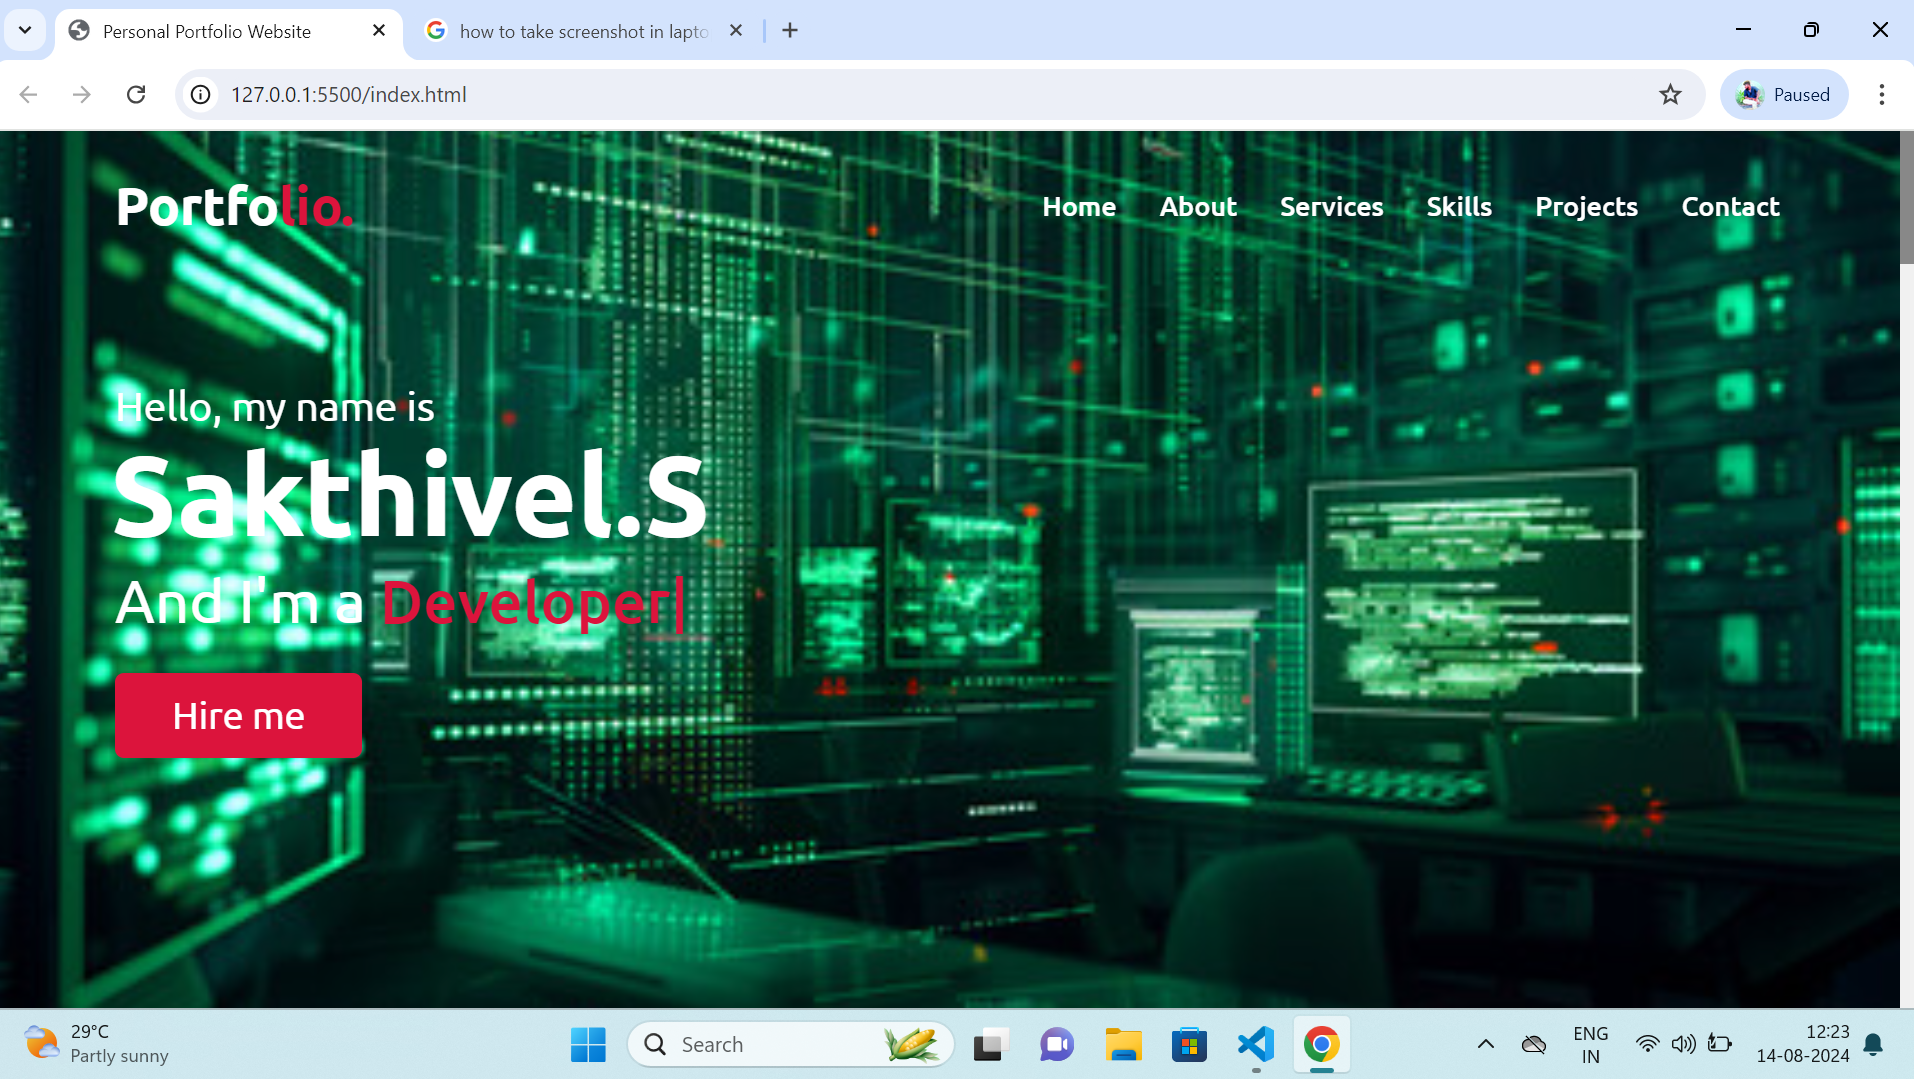 Personal Portfolio Website
how to take screenshot in lapto
127.0.0.1:5500/index.html
Paused
Portfolio.
Home About Services Skills Projects Contact
Hello, my name is
Sakthivel.S
And I'm a Developer|
Hire me
29°C
Partly sunny
Search
ENG
IN
12:23
14-08-2024